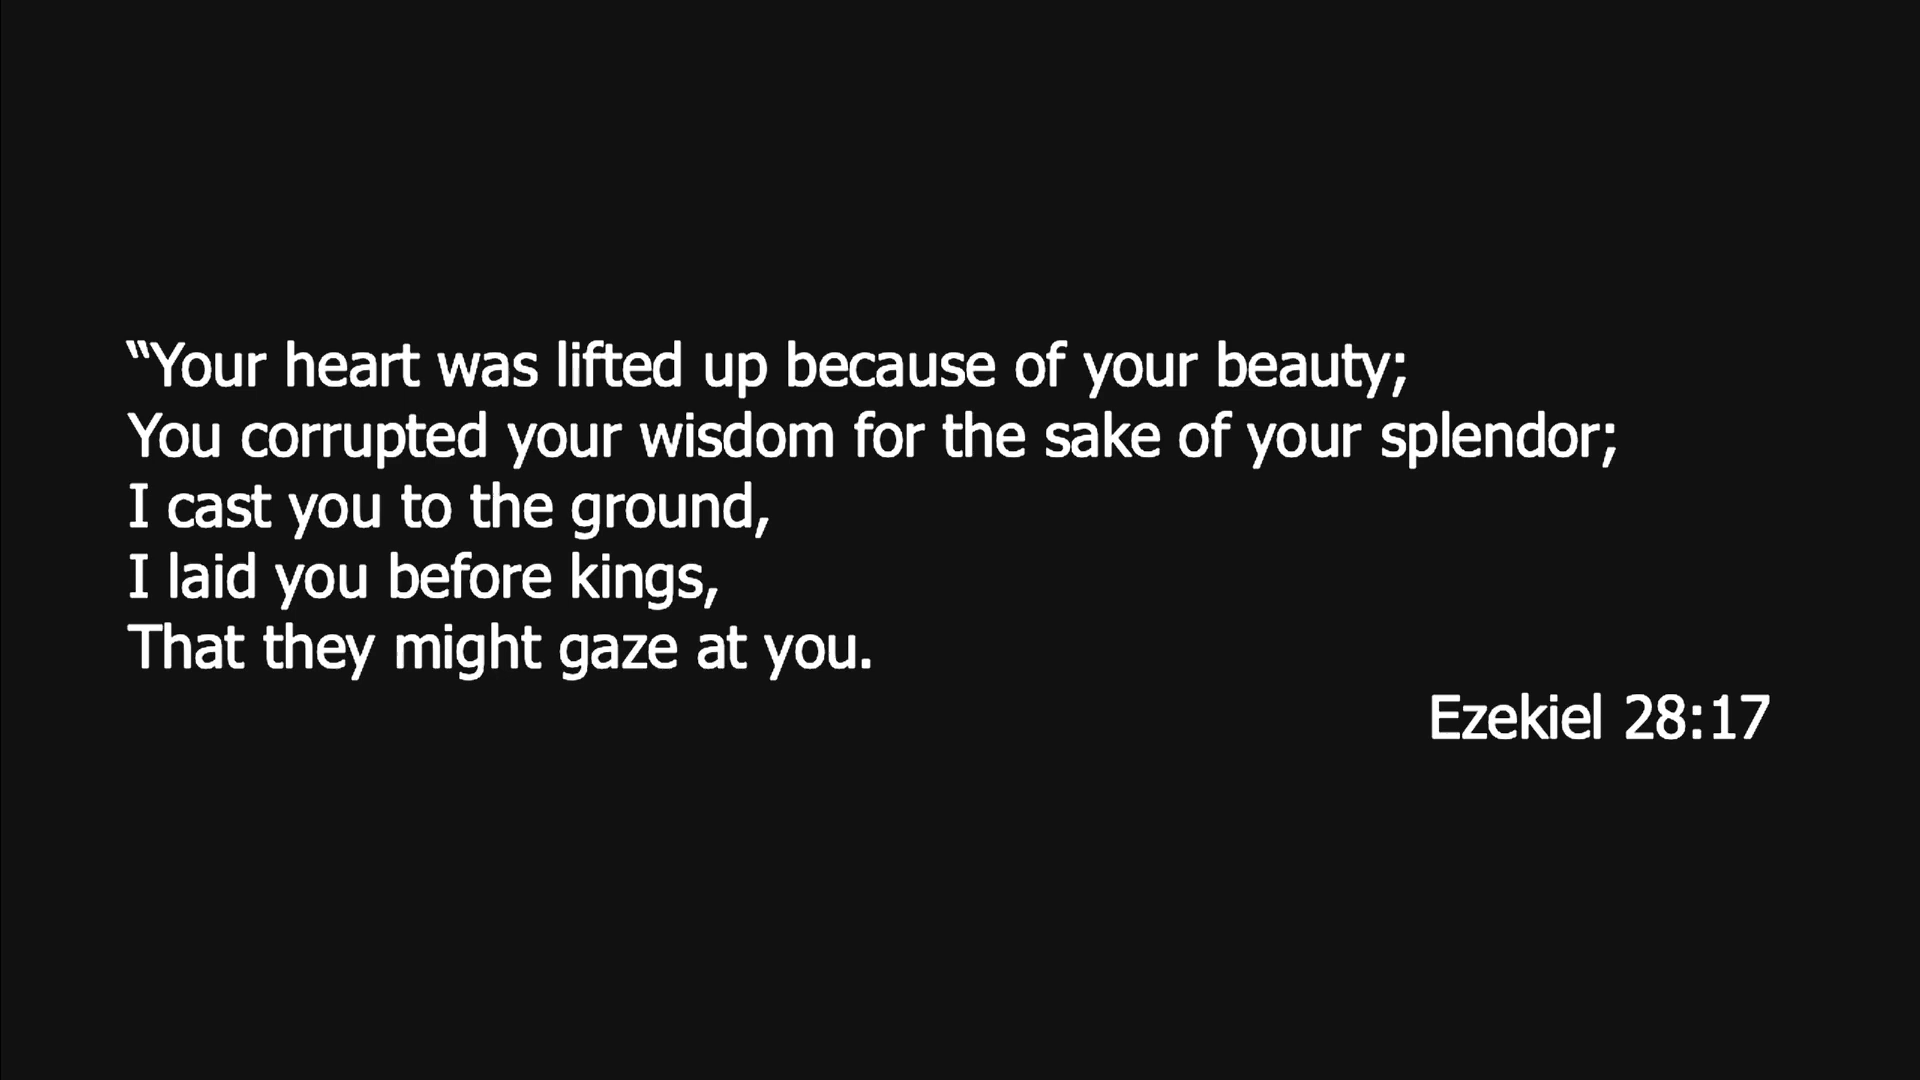 “Your heart was lifted up because of your beauty;
You corrupted your wisdom for the sake of your splendor;
I cast you to the ground,
I laid you before kings,
That they might gaze at you.
Ezekiel 28:17